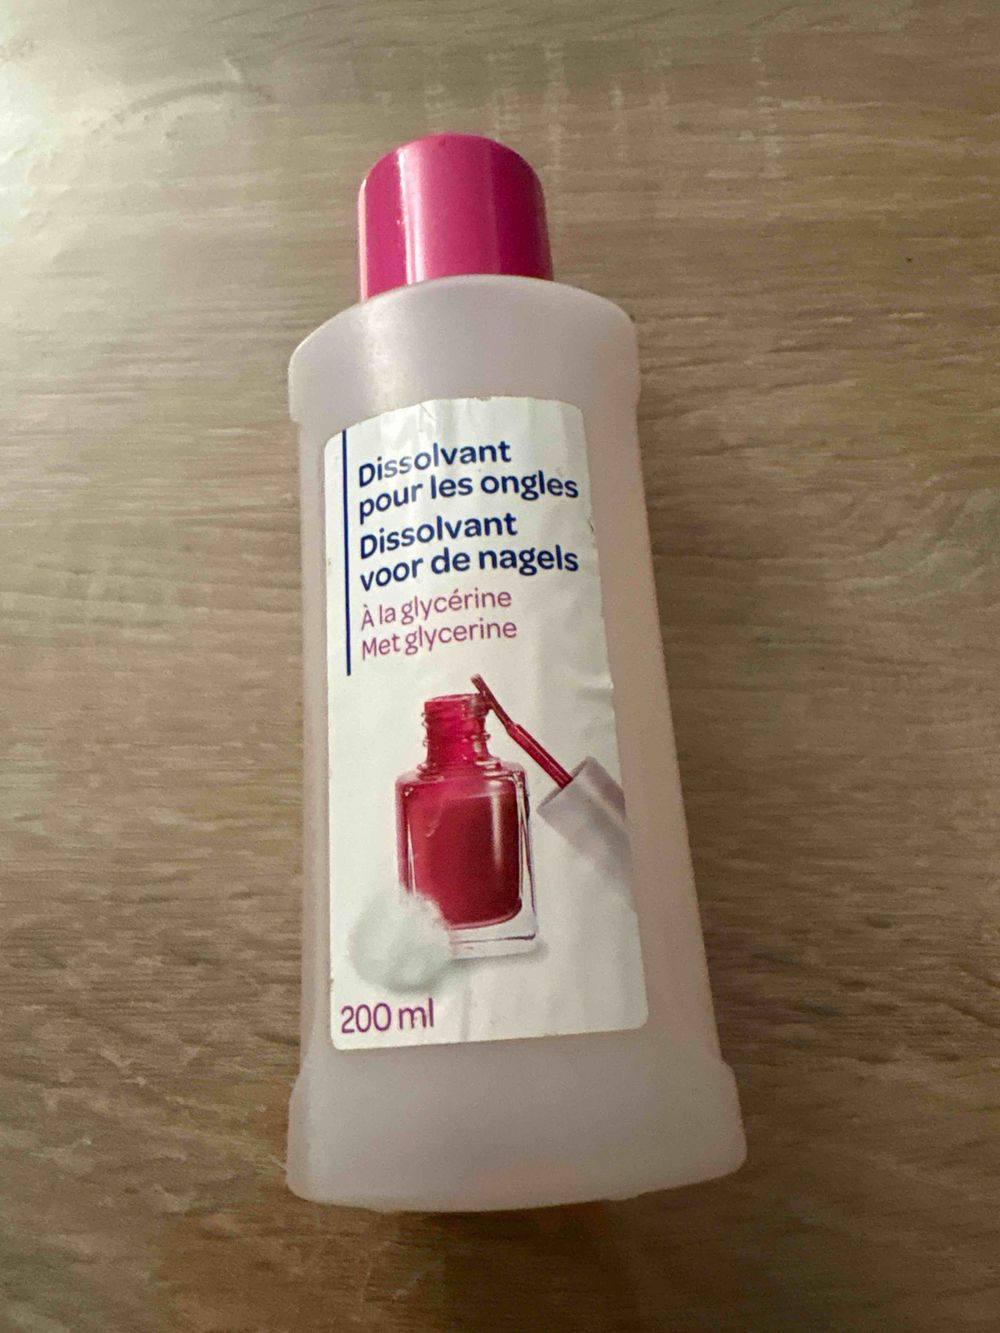 Dissolvant
pour les ongles
Dissolvant
voor de nagels
À la glycérine
Met glycerine
200 ml